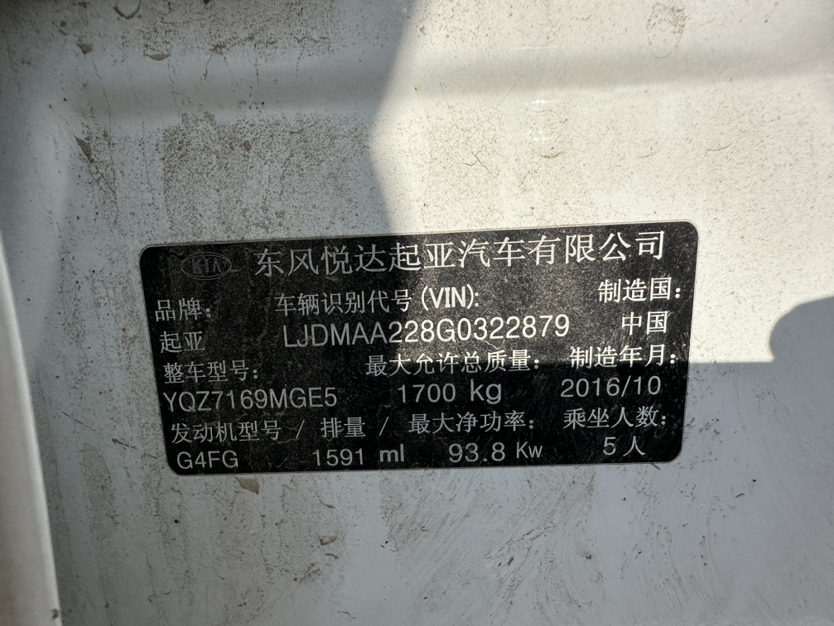 KIA 东风悦达起亚汽车有限公司
品牌： 车辆识别代号(VIN): 制造国：
起亚 LJDMAA228G0322879 中国
整车型号： 最大允许总质量： 制造年月：
YQZ7169MGE5 1700 kg 2016/10
发动机型号 / 排量 / 最大净功率： 乘坐人数：
G4FG 1591 ml 93.8 Kw 5人